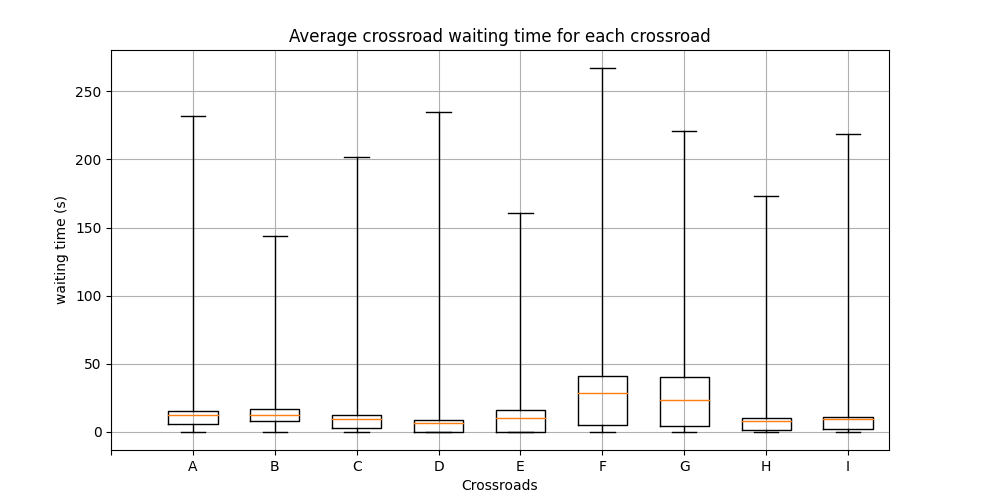 Average crossroad waiting time for each crossroad
waiting time (s)
250
200
150
100
50
0
A B C D E F G H I
Crossroads